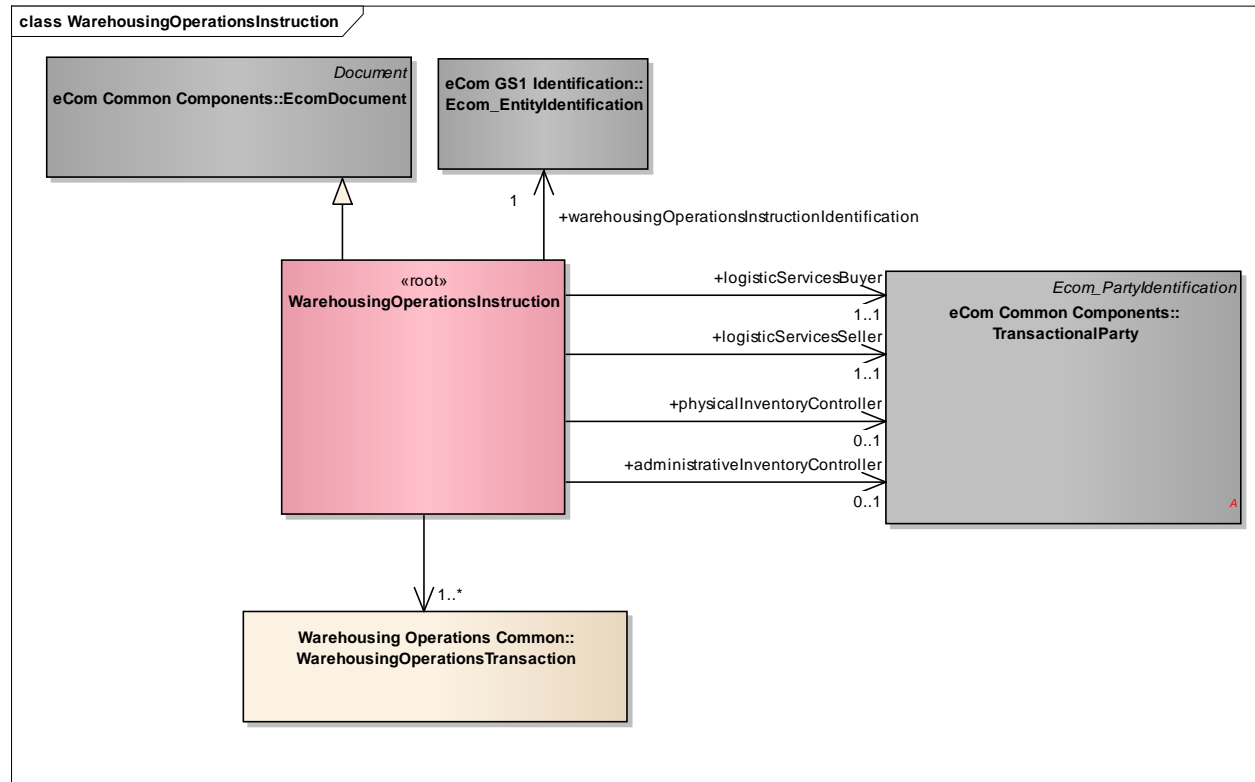 class WarehousingOperationsInstruction
Document
eCom Common Components::EcomDocument
eCom GS1 Identification::
Ecom_EntityIdentification
1
+warehousingOperationsInstructionIdentification
«root»
WarehousingOperationsInstruction
+logisticServicesBuyer
1..1
+logisticServicesSeller
1..1
+physicalInventoryController
0..1
+administrativeInventoryController
0..1
Ecom_PartyIdentification
eCom Common Components::
TransactionalParty
A
1..*
Warehousing Operations Common::
WarehousingOperationsTransaction